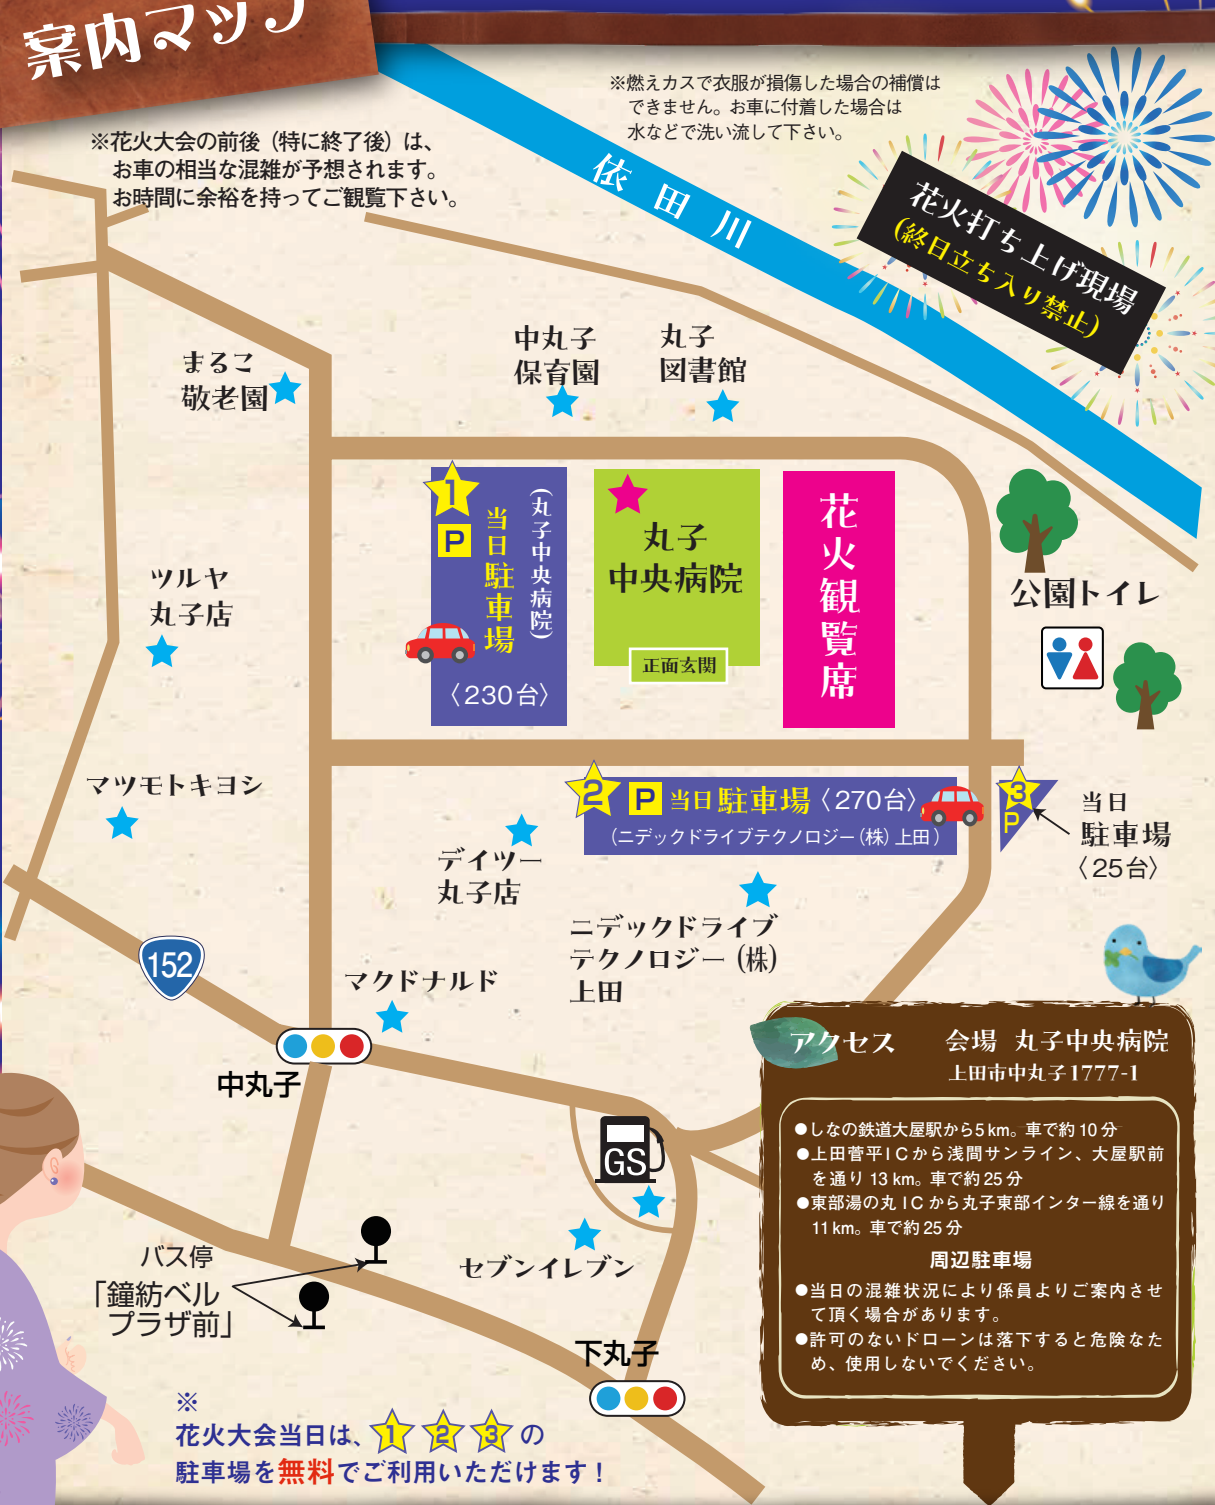 案内マップ
※花火大会の前後（特に終了後）は、
お車の相当な混雑が予想されます。
お時間に余裕を持ってご観覧下さい。
※燃えカスで衣服が損傷した場合の補償は
できません。お車に付着した場合は
水などで洗い流して下さい。
依田川
花火打ち上げ現場
(終日立ち入り禁止)
まるこ
敬老園
中丸子
保育園
丸子
図書館
1
P
当日駐車場
(丸子中央病院)
〈230台〉
丸子
中央病院
正面玄関
花火観覧席
公園トイレ
ツルヤ
丸子店
マツモトキヨシ
2 P 当日駐車場〈270台〉
（ニデックドライブテクノロジー（株）上田）
3
P
当日
駐車場
〈25台〉
デイツー
丸子店
ニデックドライブ
テクノロジー（株）
上田
152
マクドナルド
中丸子
GS
セブンイレブン
バス停
「鐘紡ベル
プラザ前」
下丸子
アクセス 会場 丸子中央病院
上田市中丸子1777-1
●しなの鉄道大屋駅から5km。車で約10分
●上田菅平ICから浅間サンライン、大屋駅前
を通り13km。車で約25分
●東部湯の丸ICから丸子東部インター線を通り
11km。車で約25分
周辺駐車場
●当日の混雑状況により係員よりご案内させ
て頂く場合があります。
●許可のないドローンは落下すると危険なた
め、使用しないでください。
※
花火大会当日は、1 2 3 の
駐車場を無料でご利用いただけます！